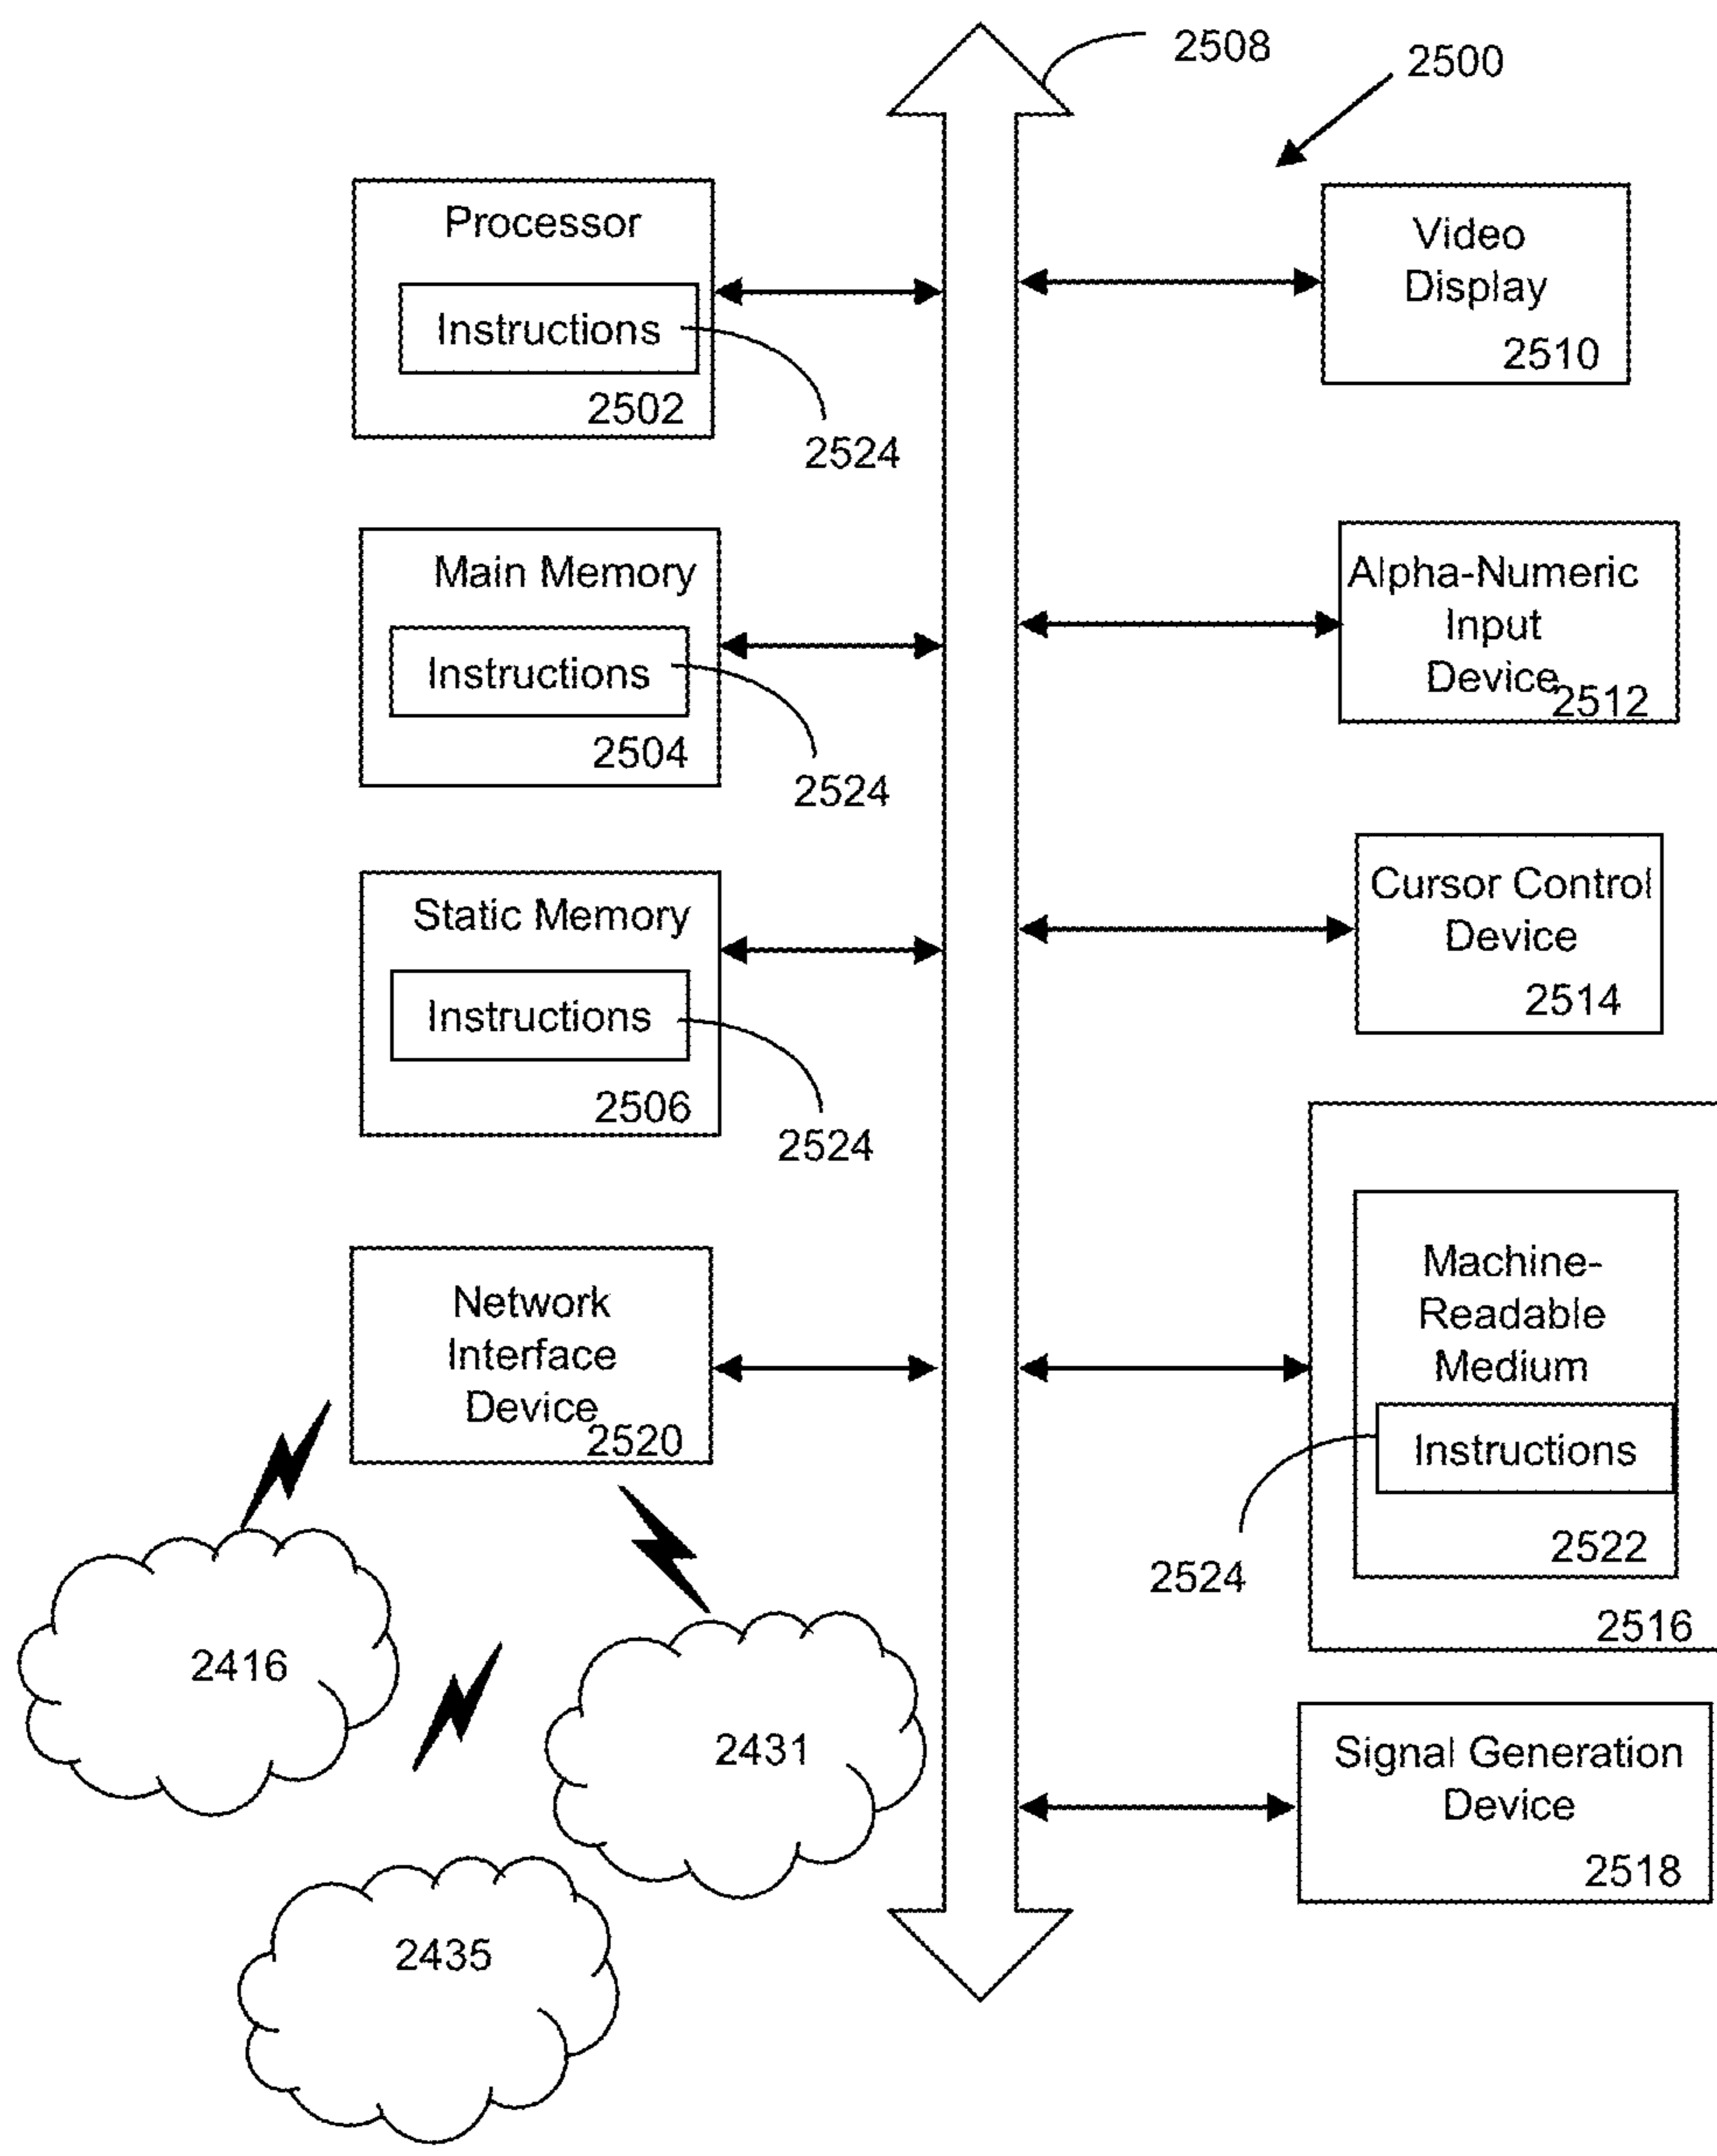 2508
2500
Processor
Instructions
2502
2524
Video
Display
2510
Main Memory
Instructions
2504
2524
Alpha-Numeric
Input
Device
2512
Static Memory
Instructions
2506
2524
Cursor Control
Device
2514
Network
Interface
Device
2520
Machine-
Readable
Medium
Instructions
2522
2524
2516
2416
2431
2435
Signal Generation
Device
2518